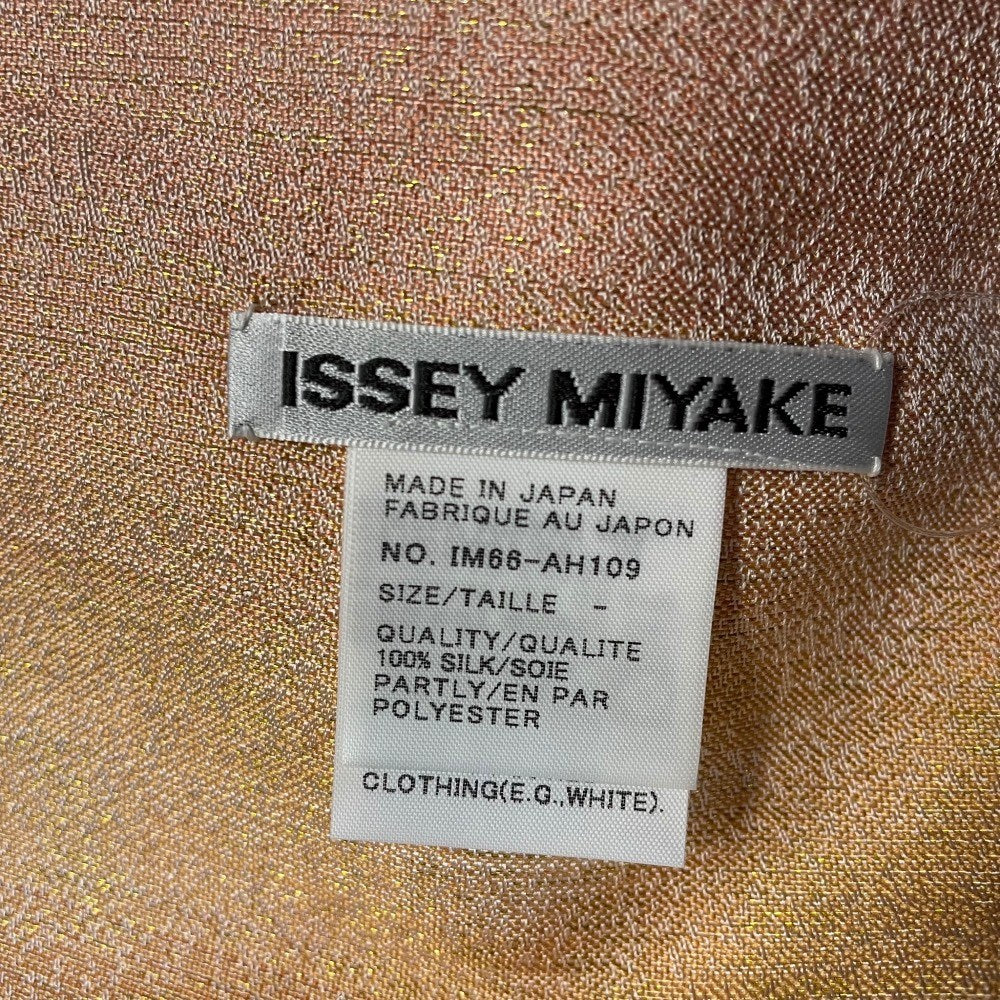 ISSEY MIYAKE
MADE IN JAPAN
FABRIQUE AU JAPON
NO. IM66-AH109
SIZE/TAILLE -
QUALITY/QUALITE
100% SILK/SOIE
PARTLY/EN PAR
POLYESTER
CLOTHING(E.G.,WHITE).